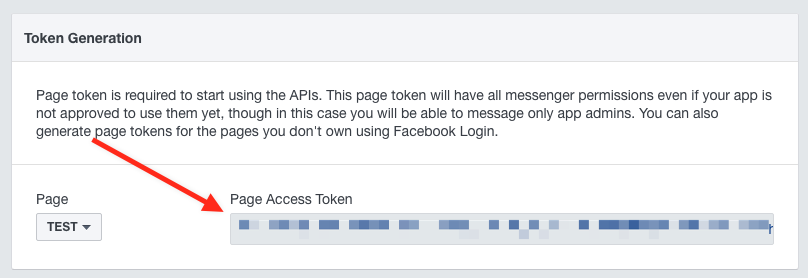 Token Generation
Page token is required to start using the APIs. This page token will have all messenger permissions even if your app is
not approved to use them yet, though in this case you will be able to message only app admins. You can also
generate page tokens for the pages you don't own using Facebook Login.
Page
Page Access Token
TEST